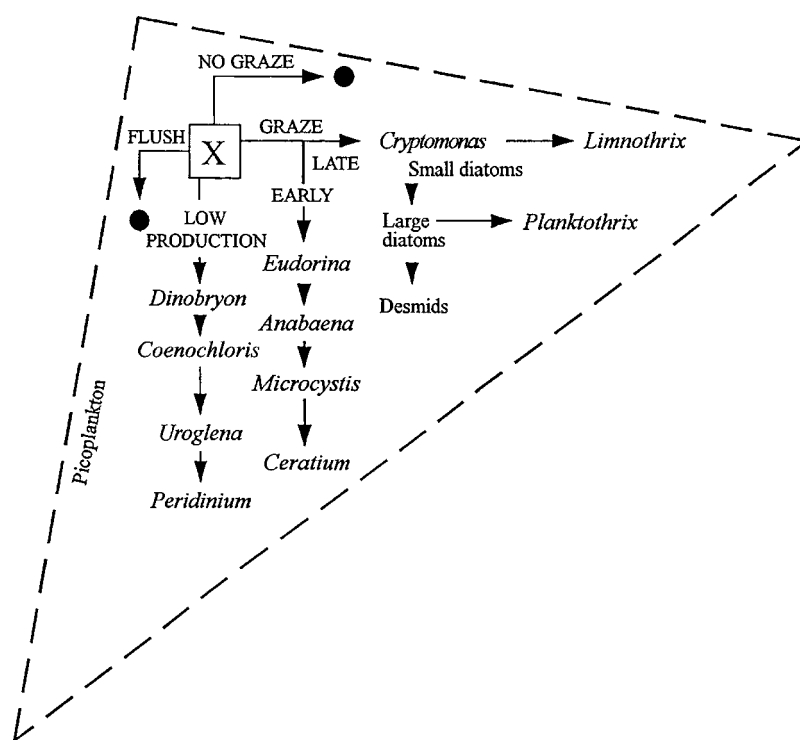 NO GRAZE
FLUSH
GRAZE
X
LATE
Cryptomonas
Limnothrix
Small diatoms
EARLY
LOW
PRODUCTION
Large
diatoms
Planktothrix
Eudorina
Dinobryon
Desmids
Anabaena
Coenochloris
Microcystis
Uroglena
Ceratium
Peridinium
Picoplankton